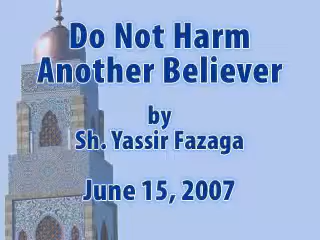 Do Not Harm
Another Believer
by
Sh. Yassir Fazaga
June 15, 2007